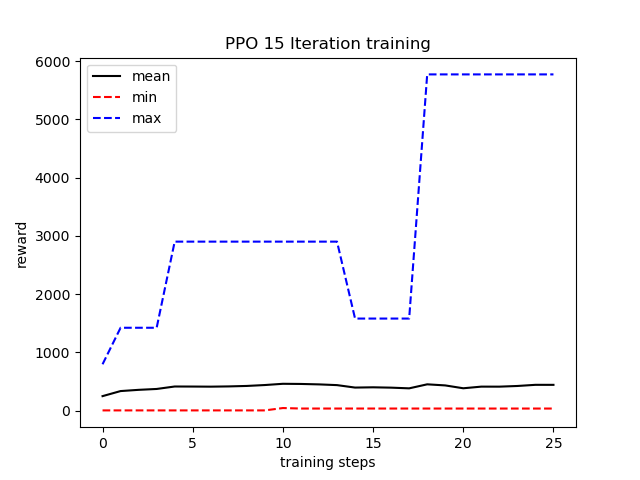 PPO 15 Iteration training
mean
min
max
6000
5000
4000
3000
2000
1000
0
reward
0 5 10 15 20 25
training steps